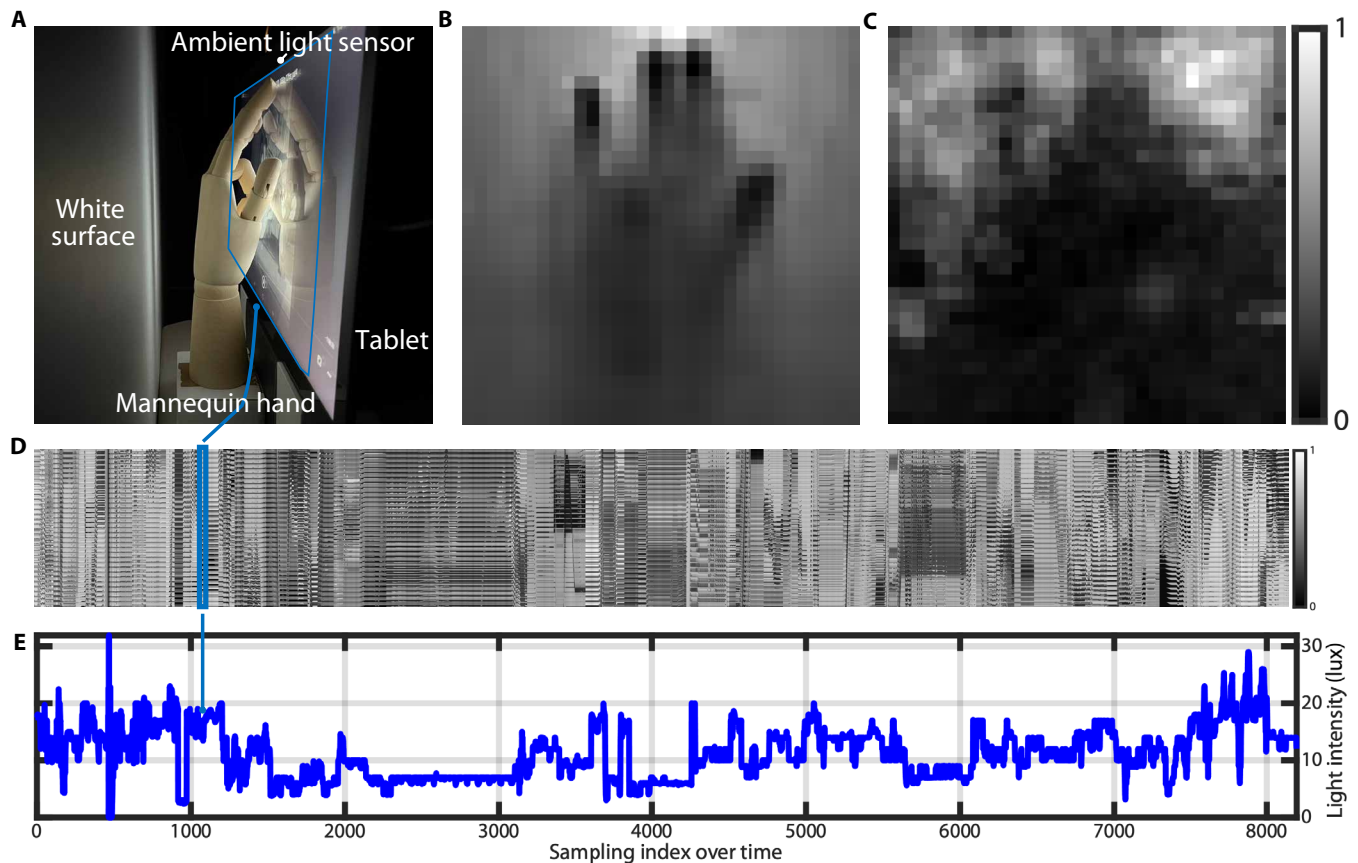 A
Ambient light sensor
White
surface
Tablet
Mannequin hand
B
C
1
0
D
1
0
E
30
20
10
0
Light intensity (lux)
0 1000 2000 3000 4000 5000 6000 7000 8000
Sampling index over time